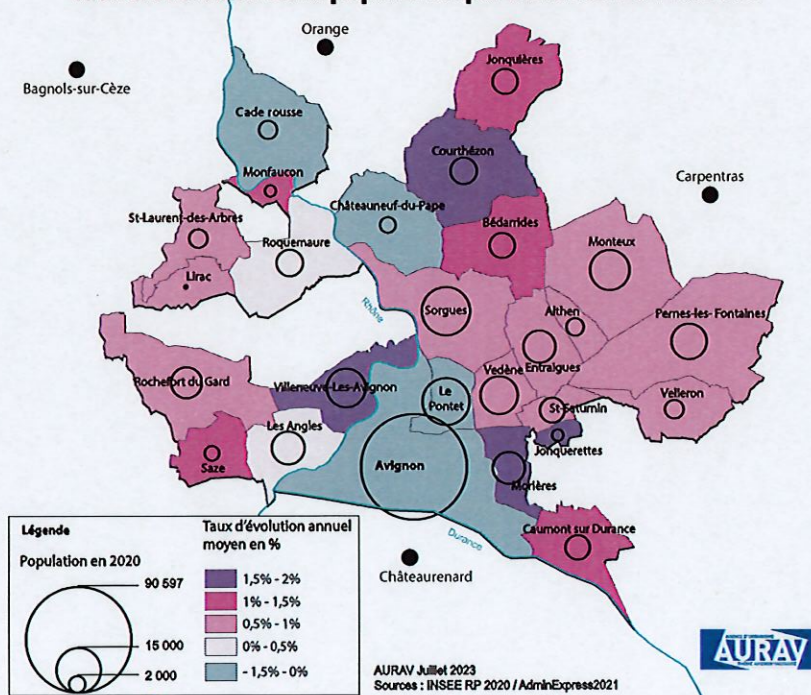 Orange
Jonquières
Bagnols-sur-Cèze
Cade rousse
Courthézon
Carpentras
Monfaucon
St-Laurent-des-Arbres
Châteauneuf-du-Pape
Bédarrides
Roquemaure
Monteux
Lirac
Rhône
Sorgues
Althen
Pernes-les-Fontaines
Entraigues
Rochefort du Gard
Villeneuve-Les-Avignon
Le
Pontet
Vedène
St-Saturnin
Velleron
Les Angles
Saze
Avignon
Jonquerettes
Morières
Durance
Caumont sur Durance
Châteaurenard
Légende
Population en 2020
90 597
15 000
2 000
Taux d'évolution annuel
moyen en %
1,5% - 2%
1% - 1,5%
0,5% - 1%
0% - 0,5%
- 1,5% - 0%
AURAV Juillet 2023
Sources : INSEE RP 2020 / AdminExpress2021
AURAV